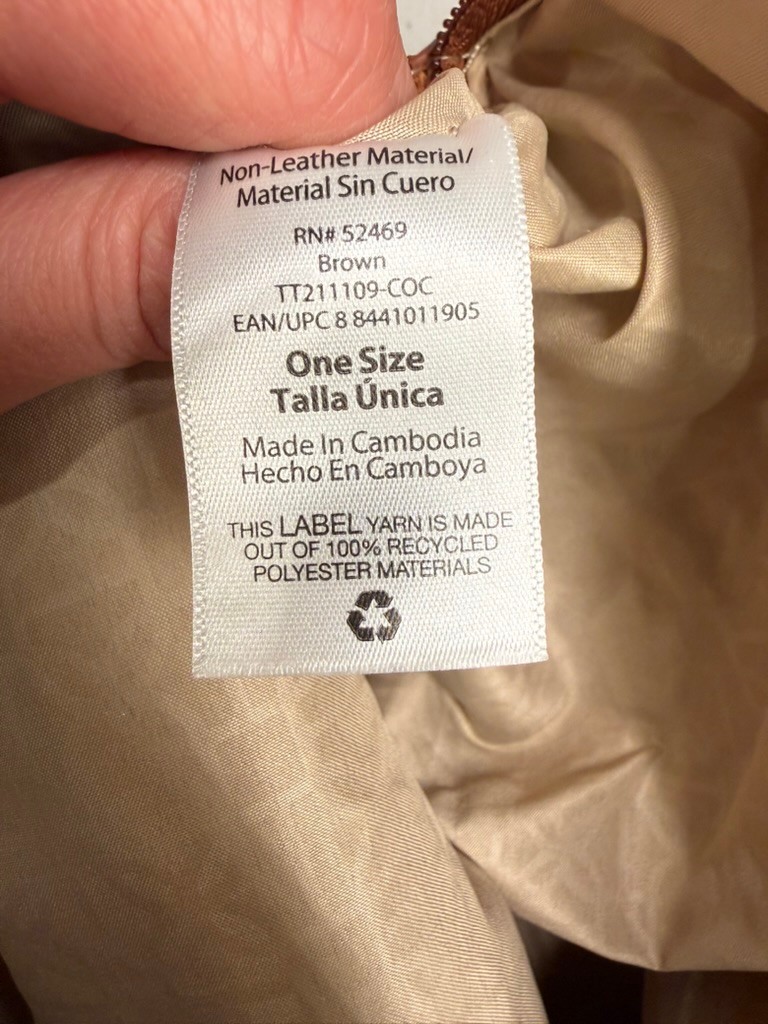 Non-Leather Material/
Material Sin Cuero
RN# 52469
Brown
TT211109-COC
EAN/UPC 8 8441011905
One Size
Talla Única
Made In Cambodia
Hecho En Camboya
THIS LABEL YARN IS MADE
OUT OF 100% RECYCLED
POLYESTER MATERIALS